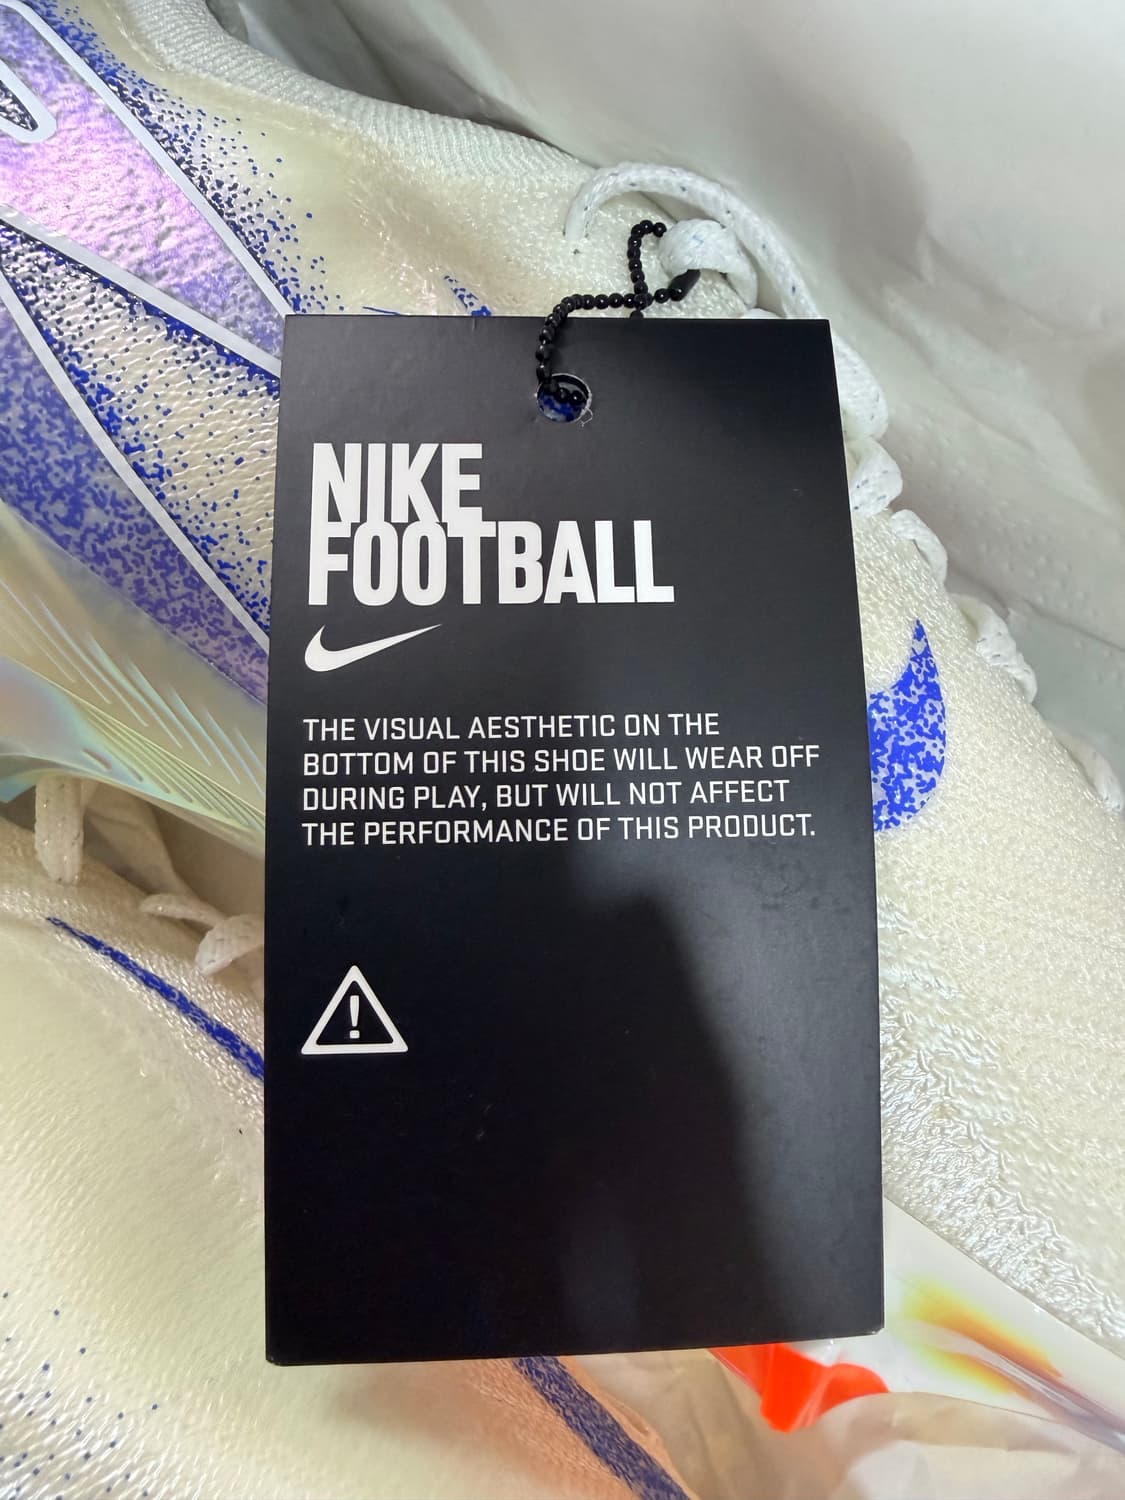 NIKE
FOOTBALL
THE VISUAL AESTHETIC ON THE
BOTTOM OF THIS SHOE WILL WEAR OFF
DURING PLAY, BUT WILL NOT AFFECT
THE PERFORMANCE OF THIS PRODUCT.